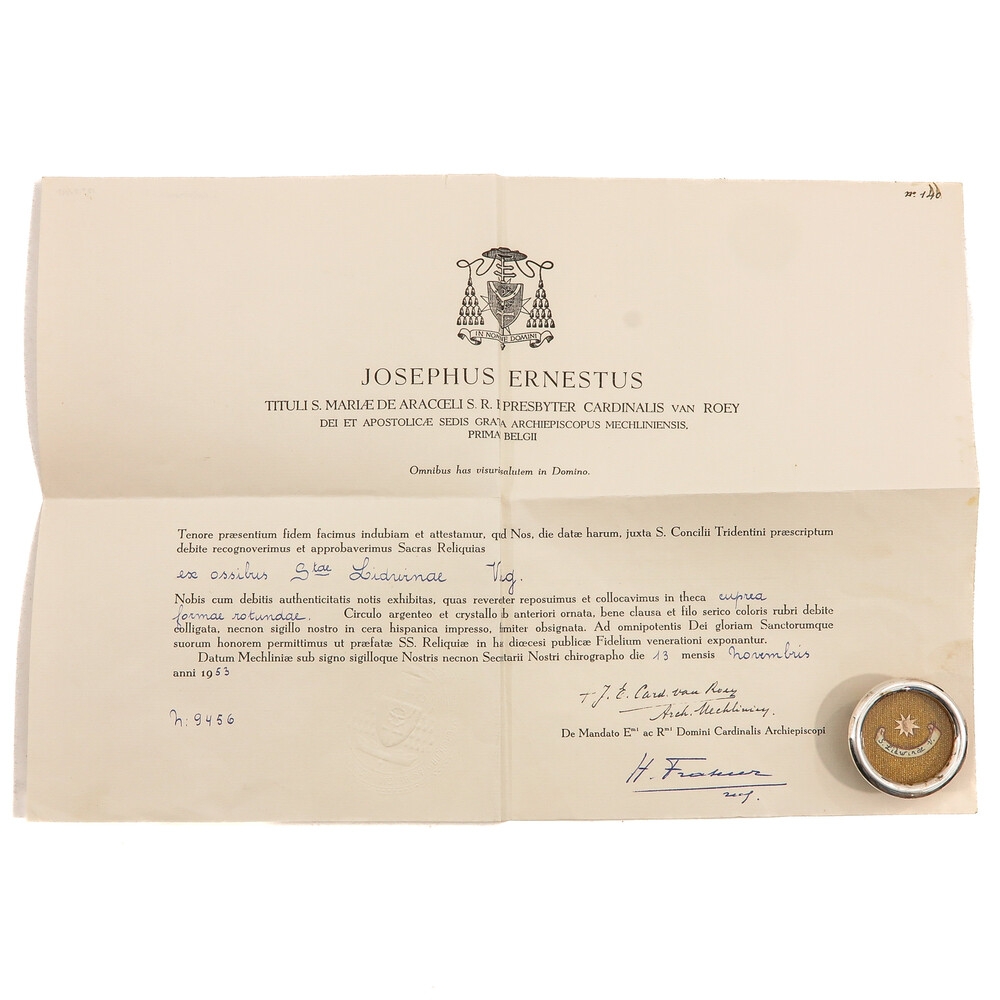 nr. 140
IN NOMINE DOMINI
JOSEPHUS ERNESTUS
TITULI S. MARIÆ DE ARACŒLI S. R. E. PRESBYTER CARDINALIS VAN ROEY
DEI ET APOSTOLICÆ SEDIS GRATIA ARCHIEPISCOPUS MECHLINIENSIS,
PRIMAS BELGII
Omnibus has visuris salutem in Domino.
Tenore præsentium fidem facimus indubiam et attestamur, quod Nos, die datæ harum, juxta S. Concilii Tridentini præscriptum
debite recognoverimus et approbaverimus Sacras Reliquias
ex ossibus Stae Lidwinae Vig.
Nobis cum debitis authenticitatis notis exhibitas, quas reverenter reposuimus et collocavimus in theca cuprea
formae rotundae. Circulo argenteo et crystallo ab anteriori ornata, bene clausa et filo serico coloris rubri debite
colligata, necnon sigillo nostro in cera hispanica impresso, firmiter obsignata. Ad omnipotentis Dei gloriam Sanctorumque
suorum honorem permittimus ut præfatæ SS. Reliquiæ in hac diœcesi publicæ Fidelium venerationi exponantur.
Datum Mechliniæ sub signo sigilloque Nostris necnon Secretarii Nostri chirographo die 13 mensis Novembris
anni 1953
N: 9456
+ J. E. Card. van Roey
Arch. Mechlinien.
De Mandato Emi ac Rmi Domini Cardinalis Archiepiscopi
H.
S. Lidwinae V.